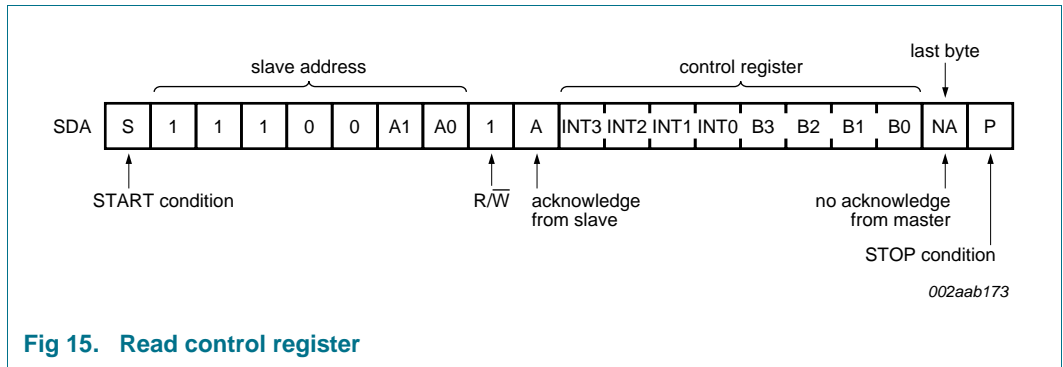 last byte
slave address control register
SDA S 1 1 1 0 0 A1 A0 1 A INT3 INT2 INT1 INT0 B3 B2 B1 B0 NA P
START condition R/W̅ acknowledge no acknowledge
from slave from master
STOP condition
002aab173
Fig 15. Read control register